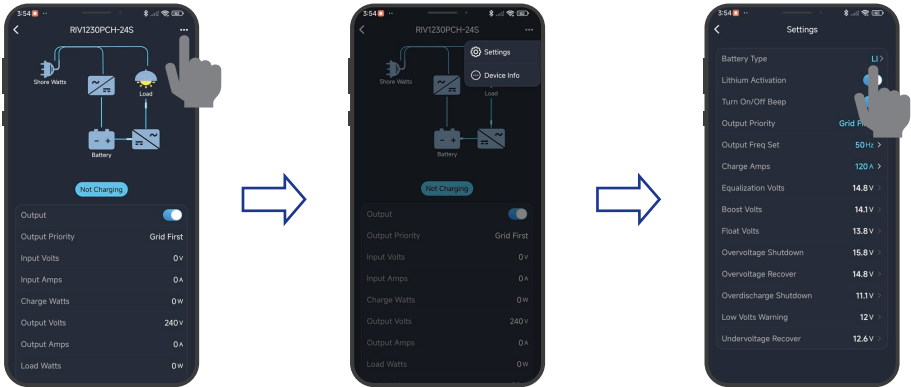 3:54
RIV1230PCH-24S
Shore Watts
Load
Battery
Not Charging
Output
Output Priority Grid First
Input Volts 0V
Input Amps 0A
Charge Watts 0W
Output Volts 240V
Output Amps 0A
Load Watts 0W
3:54
RIV1230PCH-24S
Settings
Device Info
Shore Watts
Load
Battery
Not Charging
Output
Output Priority Grid First
Input Volts 0V
Input Amps 0A
Charge Watts 0W
Output Volts 240V
Output Amps 0A
Load Watts 0W
3:54
Settings
Battery Type LI
Lithium Activation
Turn On/Off Beep
Output Priority Grid
Output Freq Set 50Hz
Charge Amps 120A
Equalization Volts 14.8V
Boost Volts 14.1V
Float Volts 13.8V
Overvoltage Shutdown 15.8V
Overvoltage Recover 14.8V
Overdischarge Shutdown 11.1V
Low Volts Warning 12V
Undervoltage Recover 12.6V